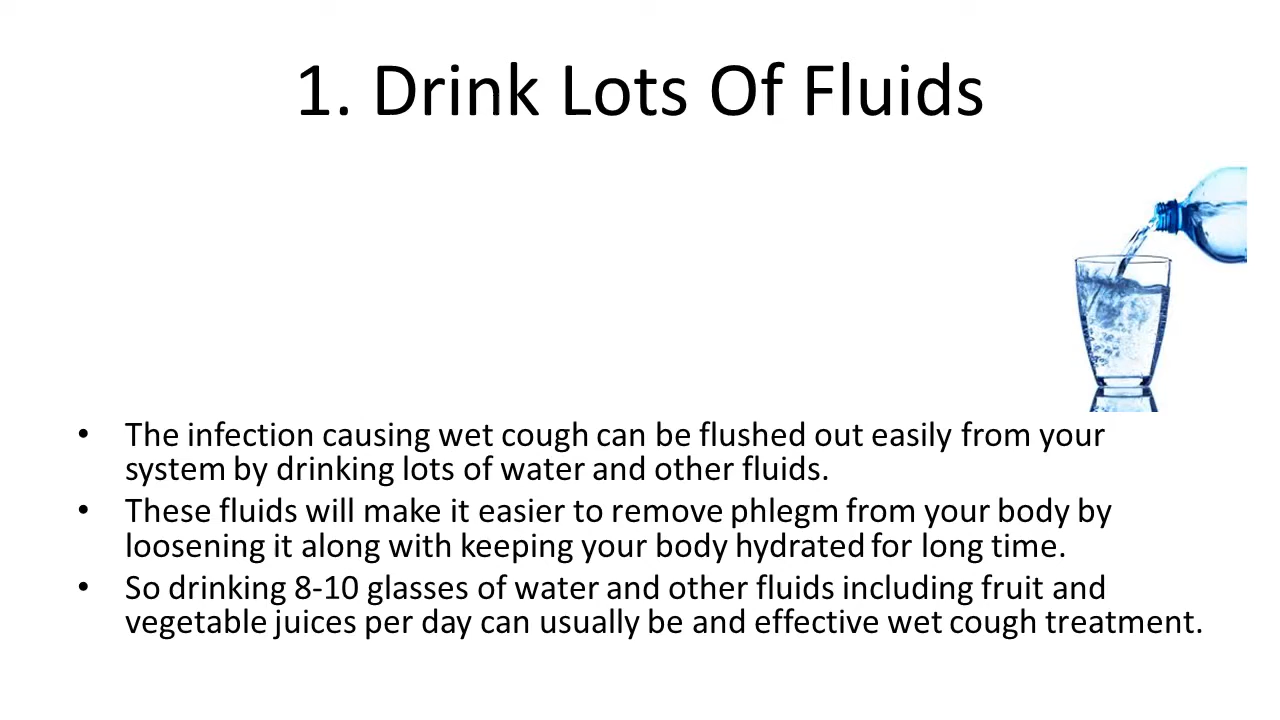 1. Drink Lots Of Fluids
• The infection causing wet cough can be flushed out easily from your
system by drinking lots of water and other fluids.
• These fluids will make it easier to remove phlegm from your body by
loosening it along with keeping your body hydrated for long time.
• So drinking 8-10 glasses of water and other fluids including fruit and
vegetable juices per day can usually be and effective wet cough treatment.